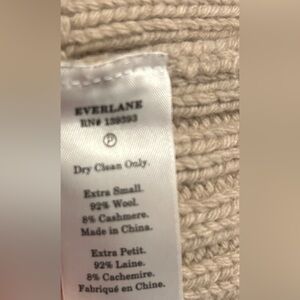 EVERLANE
RN# 139393
P
Dry Clean Only.
Extra Small.
92% Wool.
8% Cashmere.
Made in China.
Extra Petit.
92% Laine.
8% Cachemire.
Fabriqué en Chine.